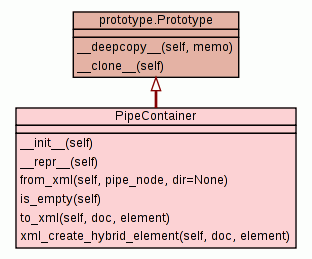 prototype.Prototype
__deepcopy__(self, memo)
__clone__(self)
PipeContainer
__init__(self)
__repr__(self)
from_xml(self, pipe_node, dir=None)
is_empty(self)
to_xml(self, doc, element)
xml_create_hybrid_element(self, doc, element)